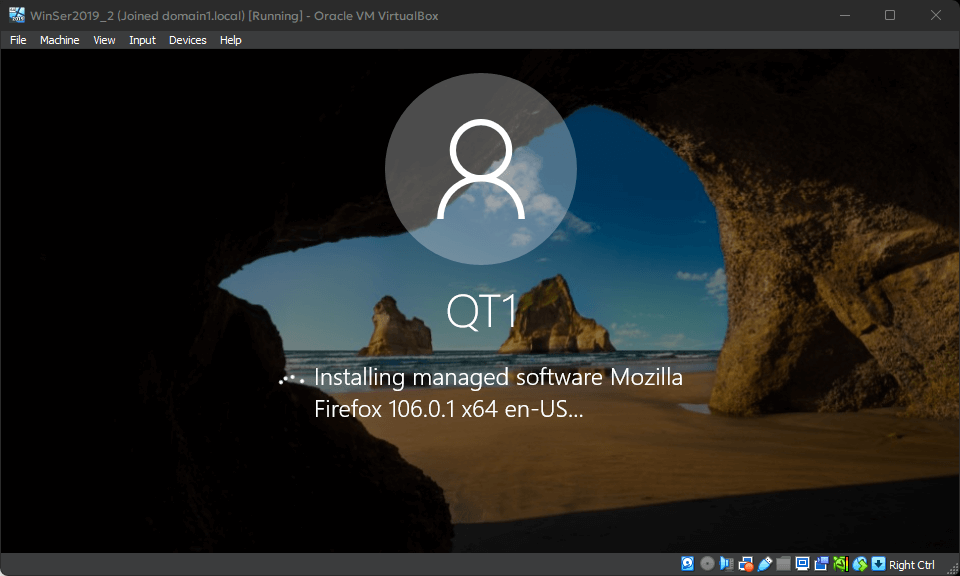 WinSer2019_2 (Joined domain1.local) [Running] - Oracle VM VirtualBox
File Machine View Input Devices Help
QT1
Installing managed software Mozilla
Firefox 106.0.1 x64 en-US...
Right Ctrl